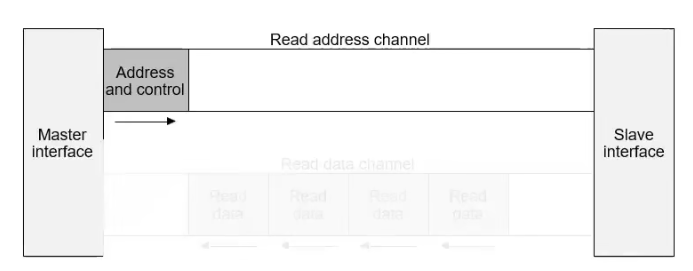 Read address channel
Address
and control
Master
interface
Slave
interface
Read data channel
Read
data
Read
data
Read
data
Read
data